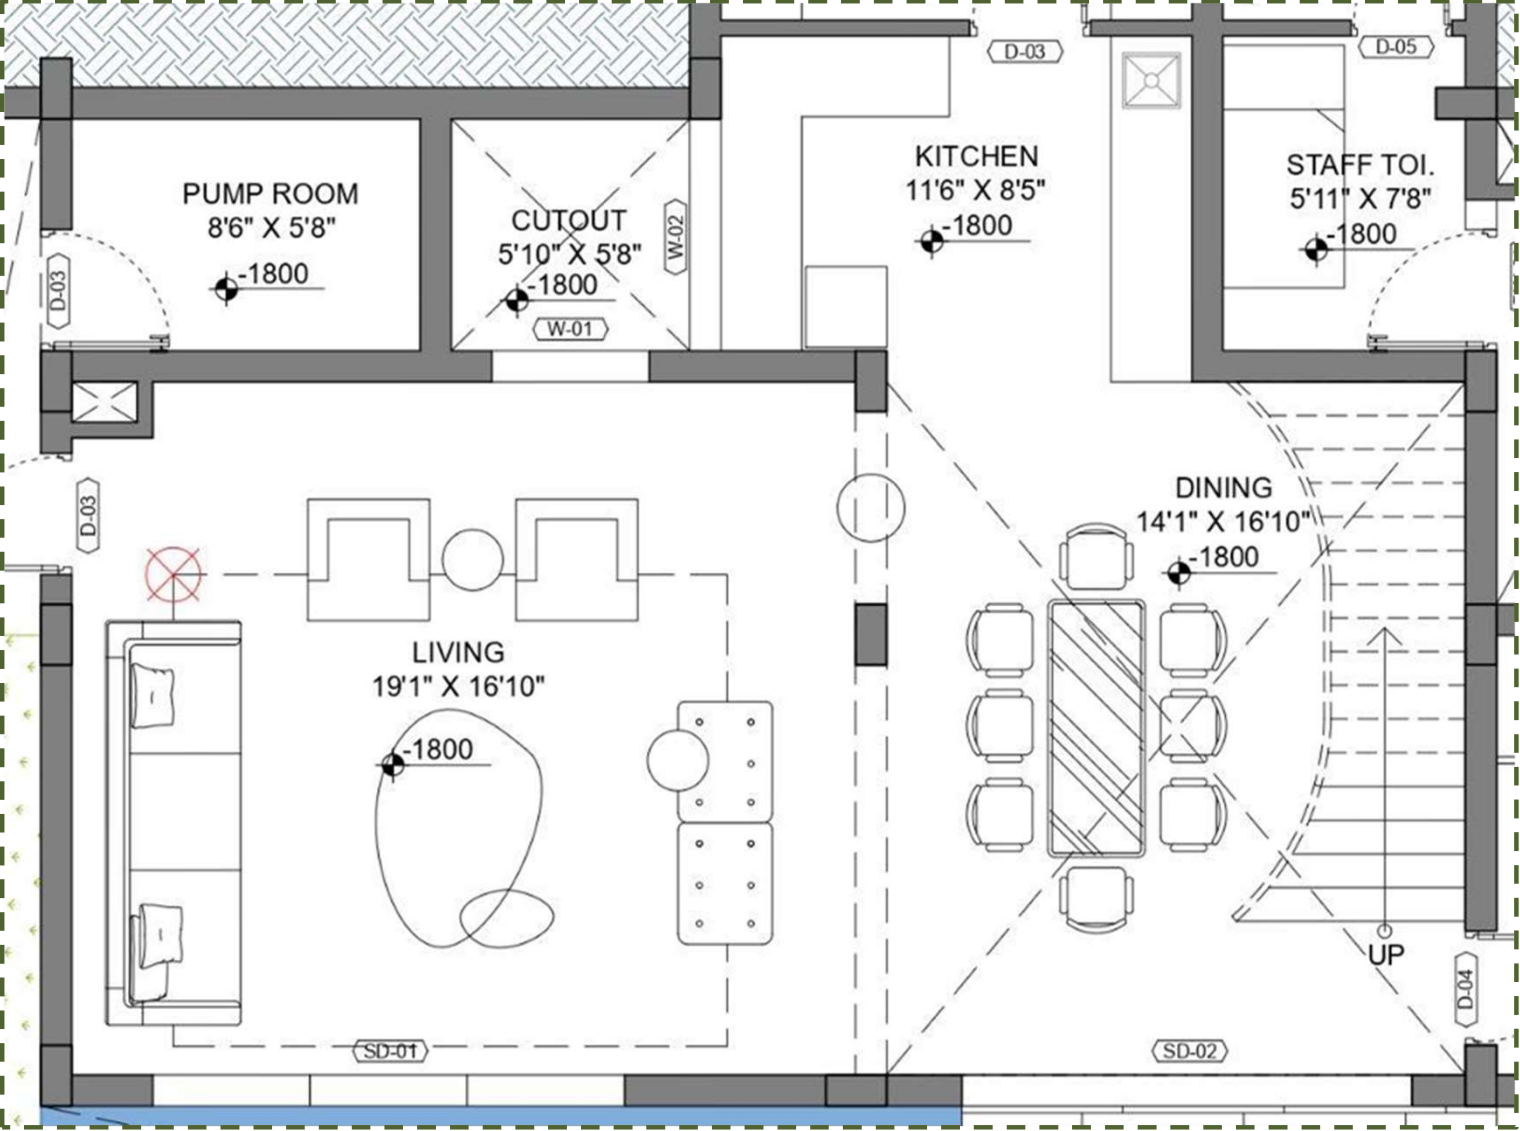 D-03
D-05
PUMP ROOM
8'6" X 5'8"
-1800
D-03
CUTOUT
5'10" X 5'8"
-1800
W-01
W-02
KITCHEN
11'6" X 8'5"
-1800
STAFF TOI.
5'11" X 7'8"
-1800
D-03
DINING
14'1" X 16'10"
-1800
LIVING
19'1" X 16'10"
-1800
UP
D-04
SD-01
SD-02